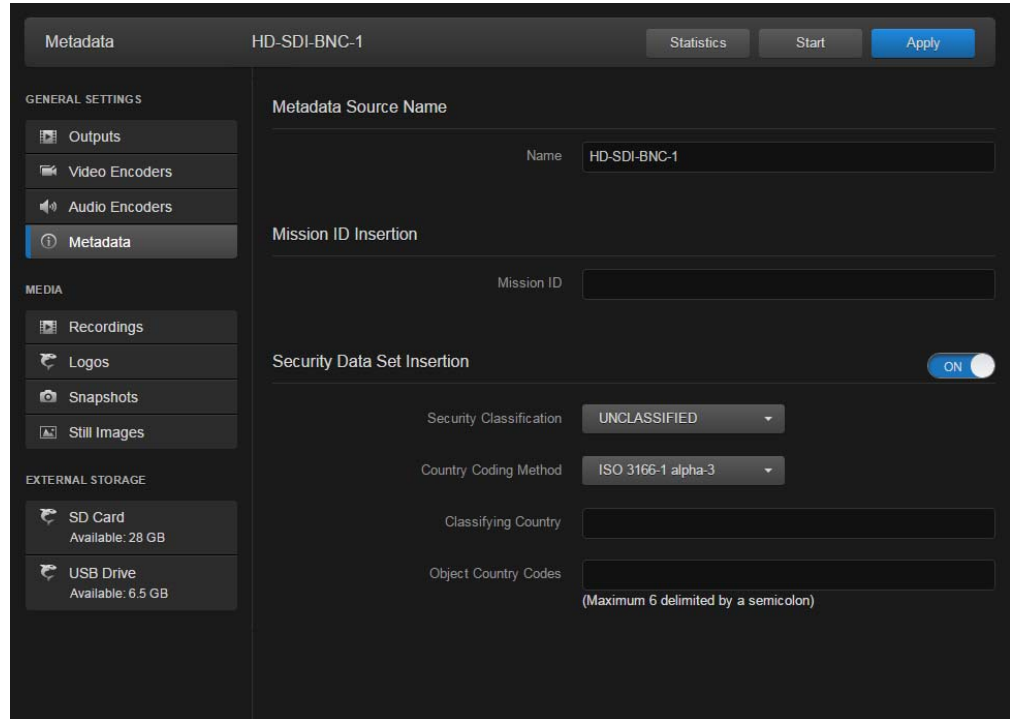 Metadata
HD-SDI-BNC-1
Statistics
Start
Apply
GENERAL SETTINGS
Outputs
Video Encoders
Audio Encoders
Metadata
MEDIA
Recordings
Logos
Snapshots
Still Images
EXTERNAL STORAGE
SD Card
Available: 28 GB
USB Drive
Available: 6.5 GB
Metadata Source Name
Name HD-SDI-BNC-1
Mission ID Insertion
Mission ID
Security Data Set Insertion
ON
Security Classification UNCLASSIFIED
Country Coding Method ISO 3166-1 alpha-3
Classifying Country
Object Country Codes
(Maximum 6 delimited by a semicolon)